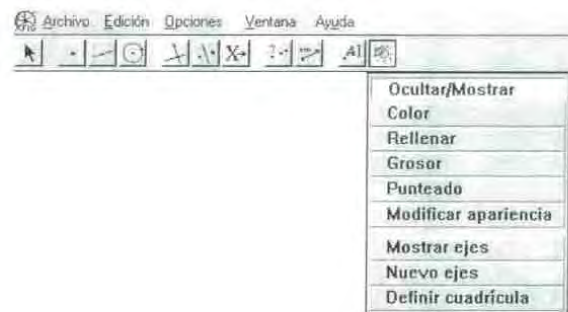 Archivo Edición Opciones Ventana Ayuda
A
Ocultar/Mostrar
Color
Rellenar
Grosor
Punteado
Modificar apariencia
Mostrar ejes
Nuevo ejes
Definir cuadrícula